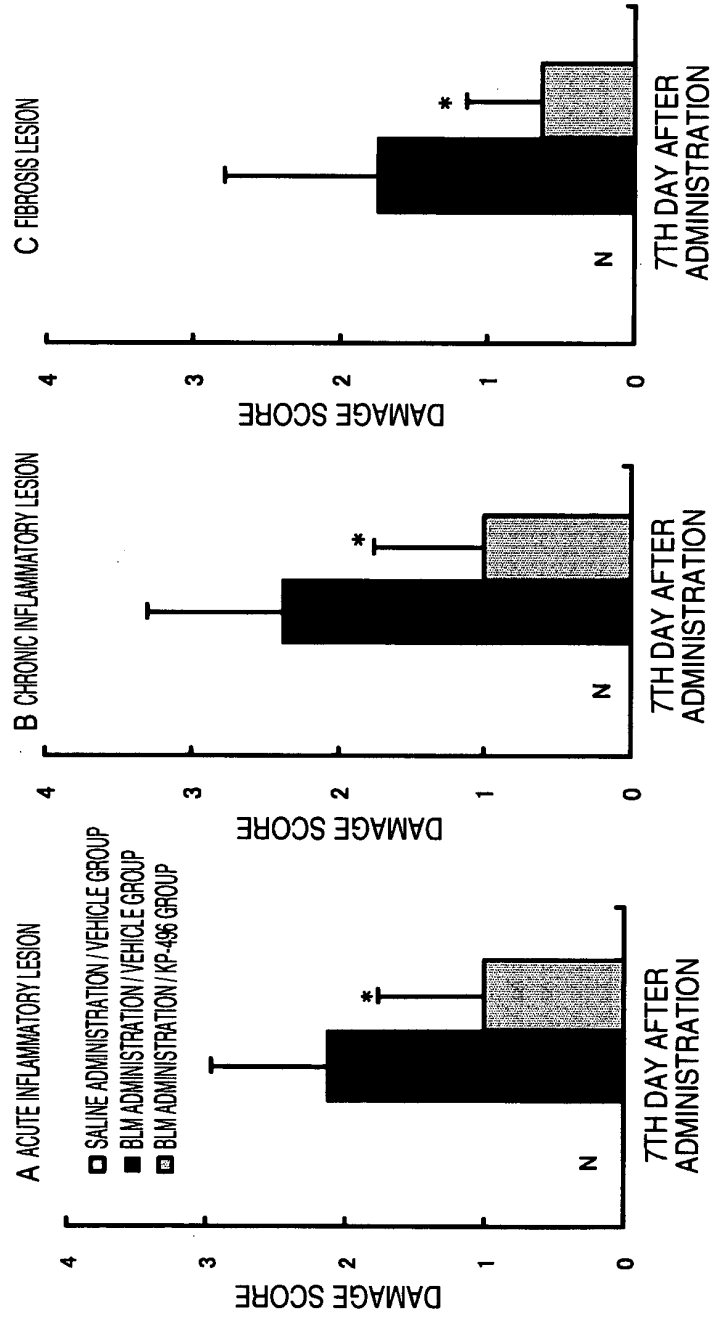 A ACUTE INFLAMMATORY LESION
SALINE ADMINISTRATION / VEHICLE GROUP
BLM ADMINISTRATION / VEHICLE GROUP
BLM ADMINISTRATION / KP-496 GROUP
4
3
2
1
0
DAMAGE SCORE
N
*
7TH DAY AFTER
ADMINISTRATION
B CHRONIC INFLAMMATORY LESION
4
3
2
1
0
DAMAGE SCORE
N
*
7TH DAY AFTER
ADMINISTRATION
C FIBROSIS LESION
4
3
2
1
0
DAMAGE SCORE
N
*
7TH DAY AFTER
ADMINISTRATION